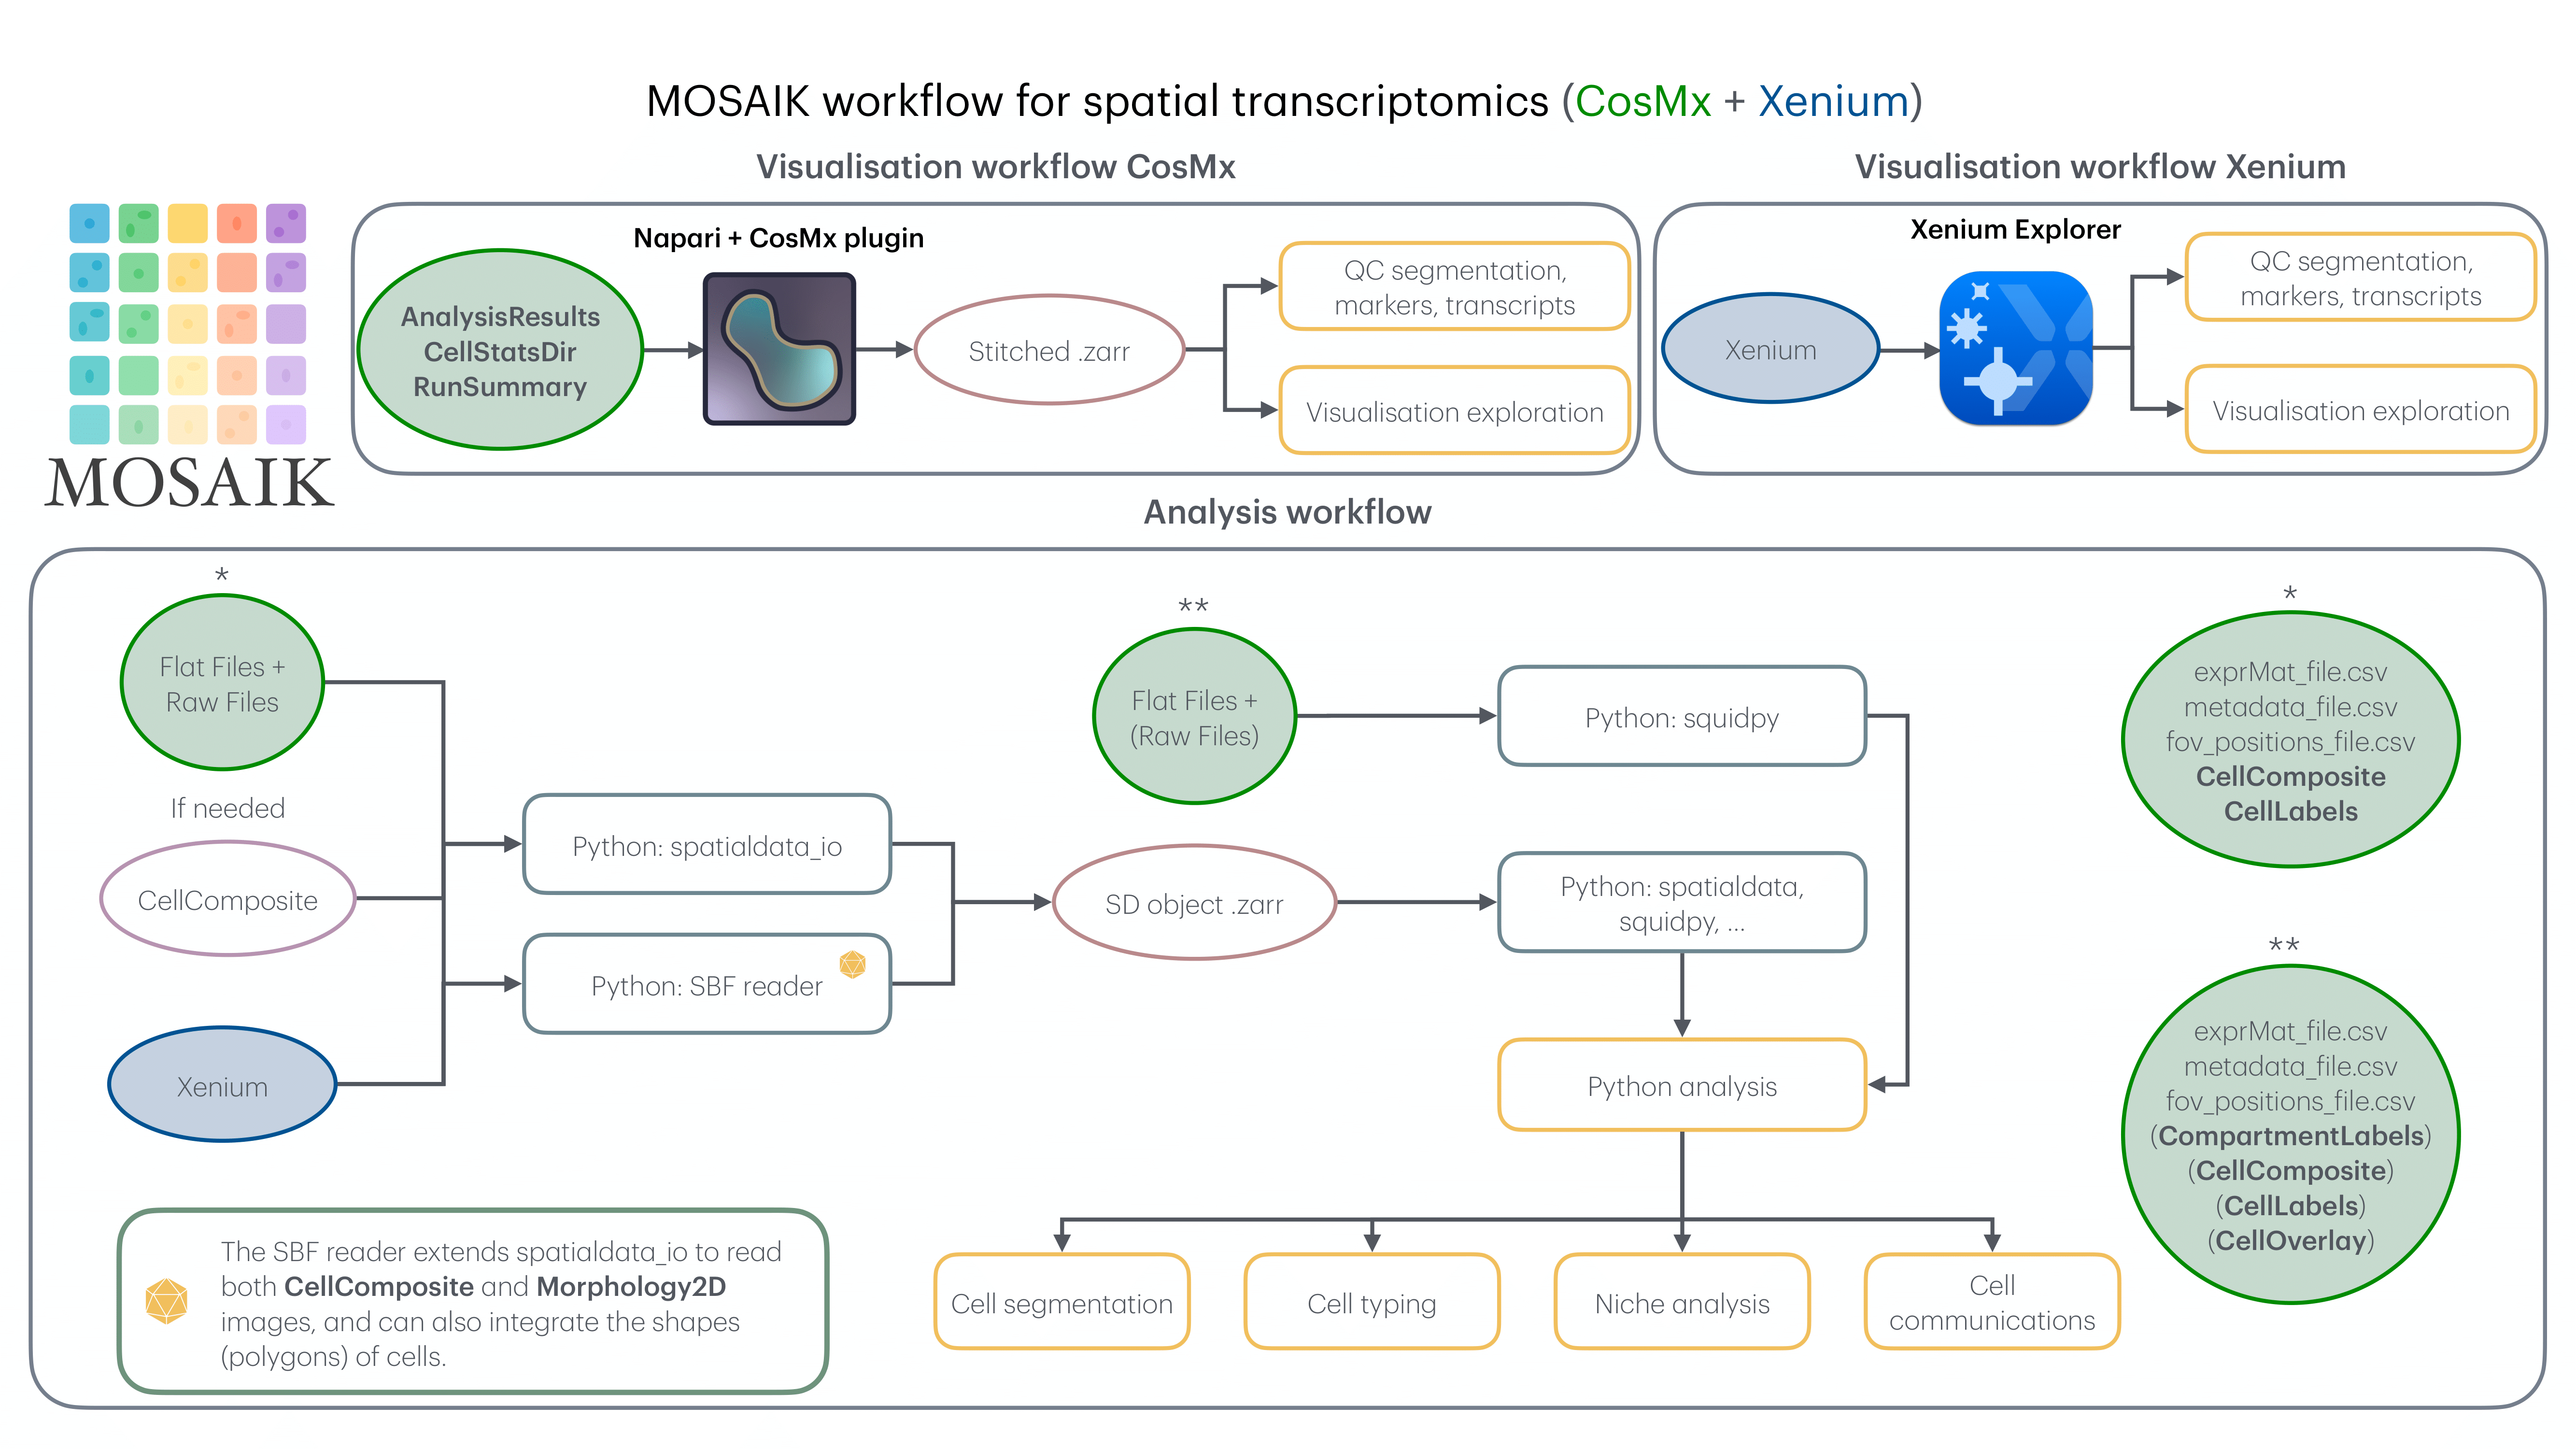 MOSAIK workflow for spatial transcriptomics (CosMx + Xenium)
Visualisation workflow CosMx
Visualisation workflow Xenium
MOSAIK
Napari + CosMx plugin
AnalysisResults
CellStatsDir
RunSummary
Stitched .zarr
QC segmentation,
markers, transcripts
Visualisation exploration
Xenium Explorer
Xenium
QC segmentation,
markers, transcripts
Visualisation exploration
Analysis workflow
*
Flat Files +
Raw Files
If needed
CellComposite
Xenium
Python: spatialdata_io
Python: SBF reader
SD object .zarr
**
Flat Files +
(Raw Files)
Python: squidpy
Python: spatialdata,
squidpy, ...
Python analysis
Cell segmentation
Cell typing
Niche analysis
Cell
communications
*
exprMat_file.csv
metadata_file.csv
fov_positions_file.csv
CellComposite
CellLabels
**
exprMat_file.csv
metadata_file.csv
fov_positions_file.csv
(CompartmentLabels)
(CellComposite)
(CellLabels)
(CellOverlay)
The SBF reader extends spatialdata_io to read
both CellComposite and Morphology2D
images, and can also integrate the shapes
(polygons) of cells.